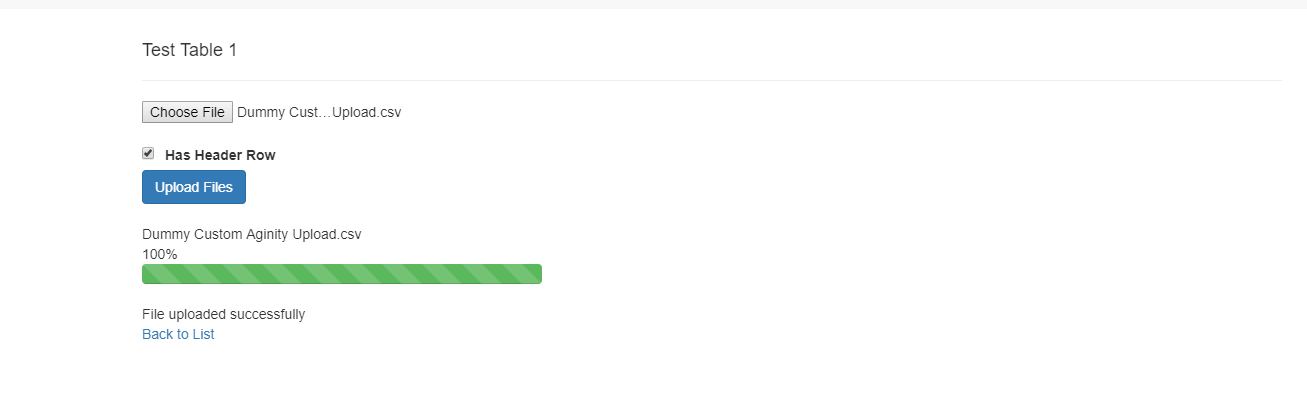 Test Table 1
Choose File Dummy Cust...Upload.csv
Has Header Row
Upload Files
Dummy Custom Aginity Upload.csv
100%
File uploaded successfully
Back to List